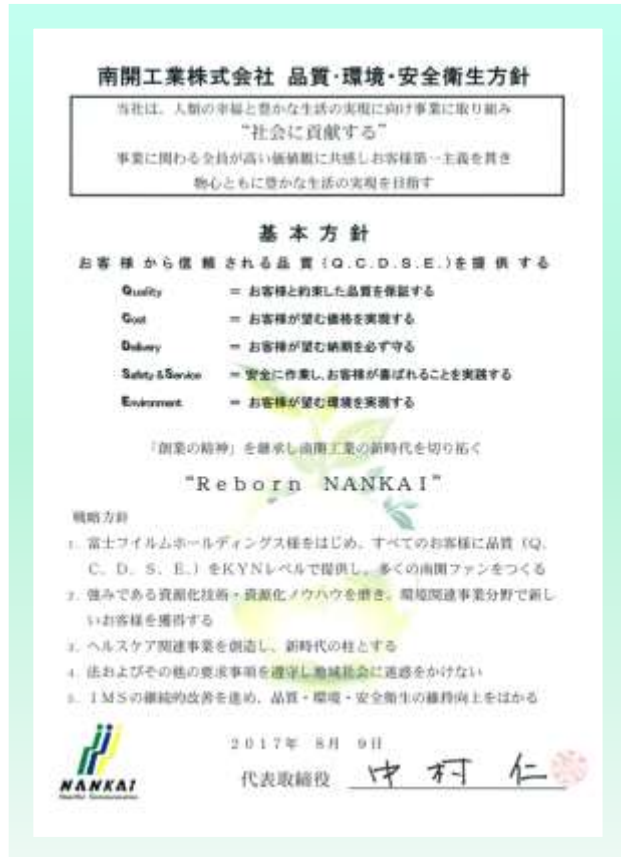 南開工業株式会社 品質・環境・安全衛生方針
当社は、人類の幸福と豊かな生活の実現に向け事業に取り組み
“社会に貢献する”
事業に関わる全員が高い価値観に共感しお客様第一主義を貫き
物心ともに豊かな生活の実現を目指す
基本方針
お客様から信頼される品質(Q.C.D.S.E.)を提供する
Quality = お客様と約束した品質を保証する
Cost = お客様が望む価格を実現する
Delivery = お客様が望む納期を必ず守る
Safety & Service = 安全に作業し、お客様が喜ばれることを実践する
Environment = お客様が望む環境を実現する
「創業の精神」を継承し南開工業の新時代を切り拓く
“Reborn NANKAI”
戦略方針
1. 富士フイルムホールディングス様をはじめ、すべてのお客様に品質(Q.
C. D. S. E.)をKYNレベルで提供し、多くの南開ファンをつくる
2. 強みである資源化技術・資源化ノウハウを磨き、環境関連事業分野で新し
いお客様を獲得する
3. ヘルスケア関連事業を創造し、新時代の柱とする
4. 法およびその他の要求事項を遵守し地域社会に迷惑をかけない
5. IMSの継続的改善を進め、品質・環境・安全衛生の維持向上をはかる
2017年 8月 9日
代表取締役 中村 仁
NANKAI